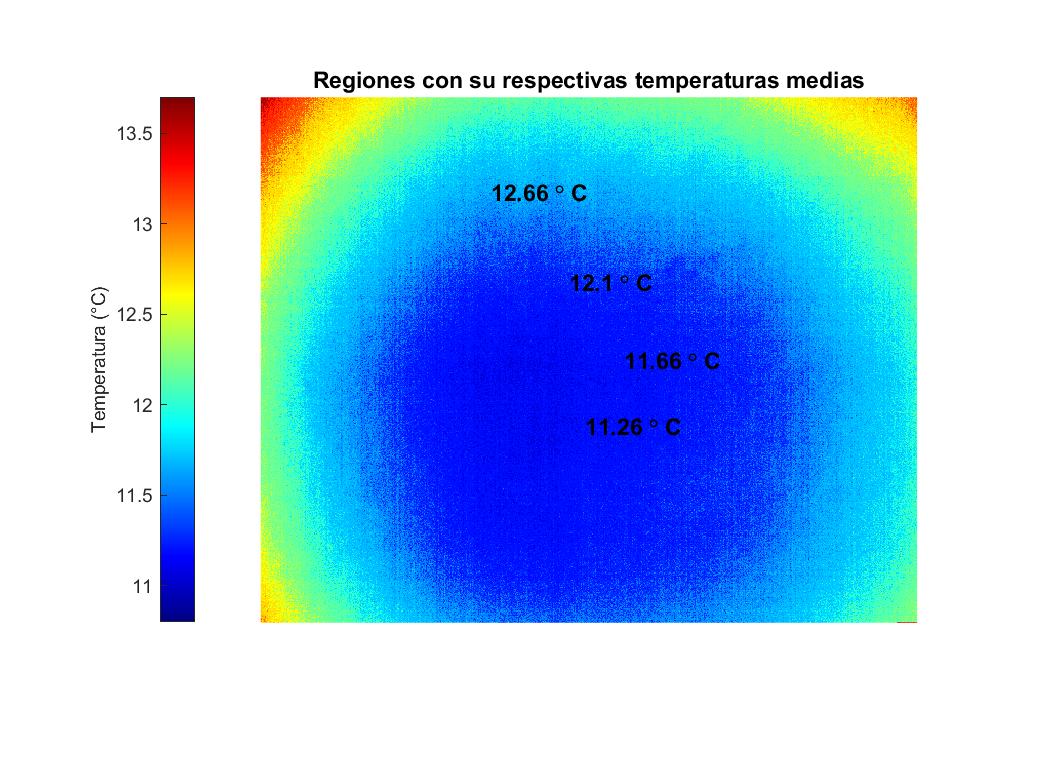 Regiones con su respectivas temperaturas medias
13.5
13
12.5
12
11.5
11
Temperatura (°C)
12.66 ° C
12.1 ° C
11.66 ° C
11.26 ° C